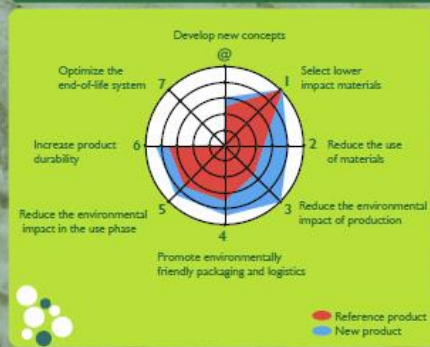 Develop new concepts
@
Optimize the
end-of-life system
7
1
Select lower
impact materials
Increase product
durability
6
2
Reduce the use
of materials
Reduce the environmental
impact in the use phase
5
3
Reduce the environmental
impact of production
4
Promote environmentally
friendly packaging and logistics
Reference product
New product